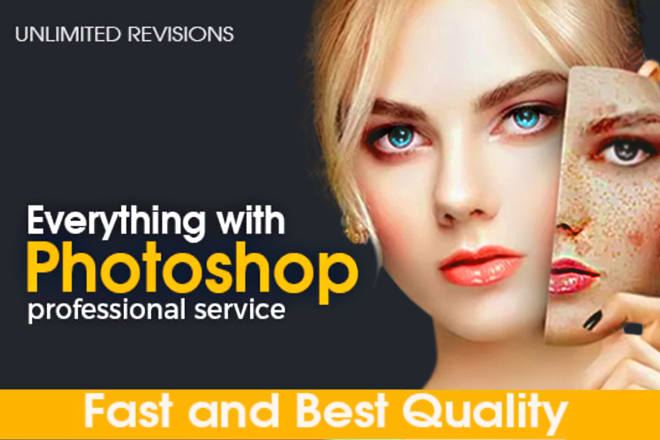 UNLIMITED REVISIONS
Everything with
Photoshop
professional service
Fast and Best Quality